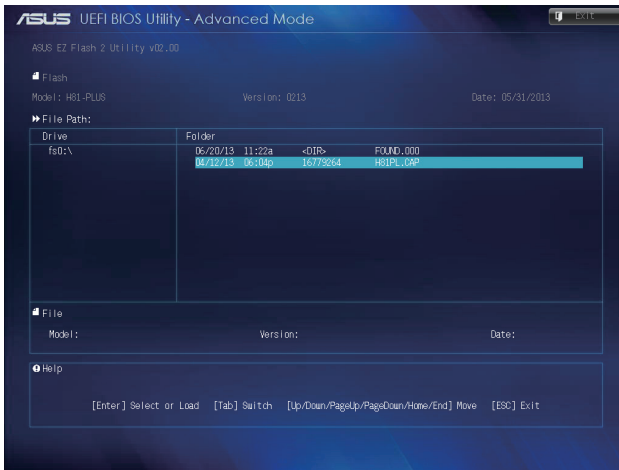 ASUS UEFI BIOS Utility - Advanced Mode
Exit
ASUS EZ Flash 2 Utility v02.00
Flash
Model: H81-PLUS Version: 0213 Date: 05/31/2013
File Path:
Drive Folder
fs0:\ 06/20/13 11:22a <DIR> FOUND.000
04/12/13 06:04p 16779264 H81PL.CAP
File
Model: Version: Date:
Help
[Enter] Select or Load [Tab] Switch [Up/Down/PageUp/PageDown/Home/End] Move [ESC] Exit